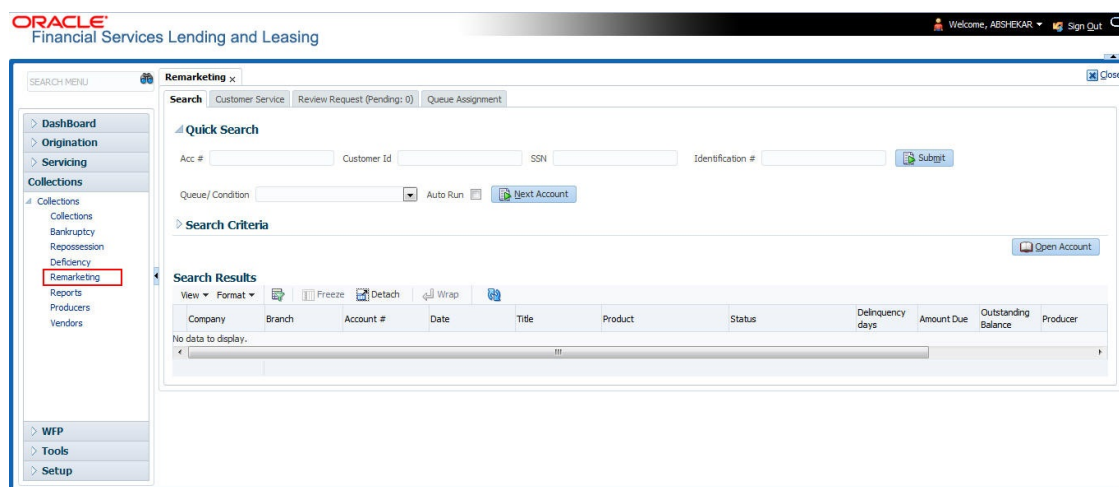 ORACLE
Financial Services Lending and Leasing
Welcome, ABSHEKAR
Sign Out
SEARCH MENU
DashBoard
Origination
Servicing
Collections
Collections
Collections
Bankruptcy
Repossession
Deficiency
Remarketing
Reports
Producers
Vendors
WFP
Tools
Setup
Remarketing x
Close
Search Customer Service Review Request (Pending: 0) Queue Assignment
Quick Search
Acc # Customer Id SSN Identification # Submit
Queue/ Condition Auto Run Next Account
Search Criteria
Open Account
Search Results
View Format Freeze Detach Wrap
Company Branch Account # Date Title Product Status Delinquency days Amount Due Outstanding Balance Producer
No data to display.